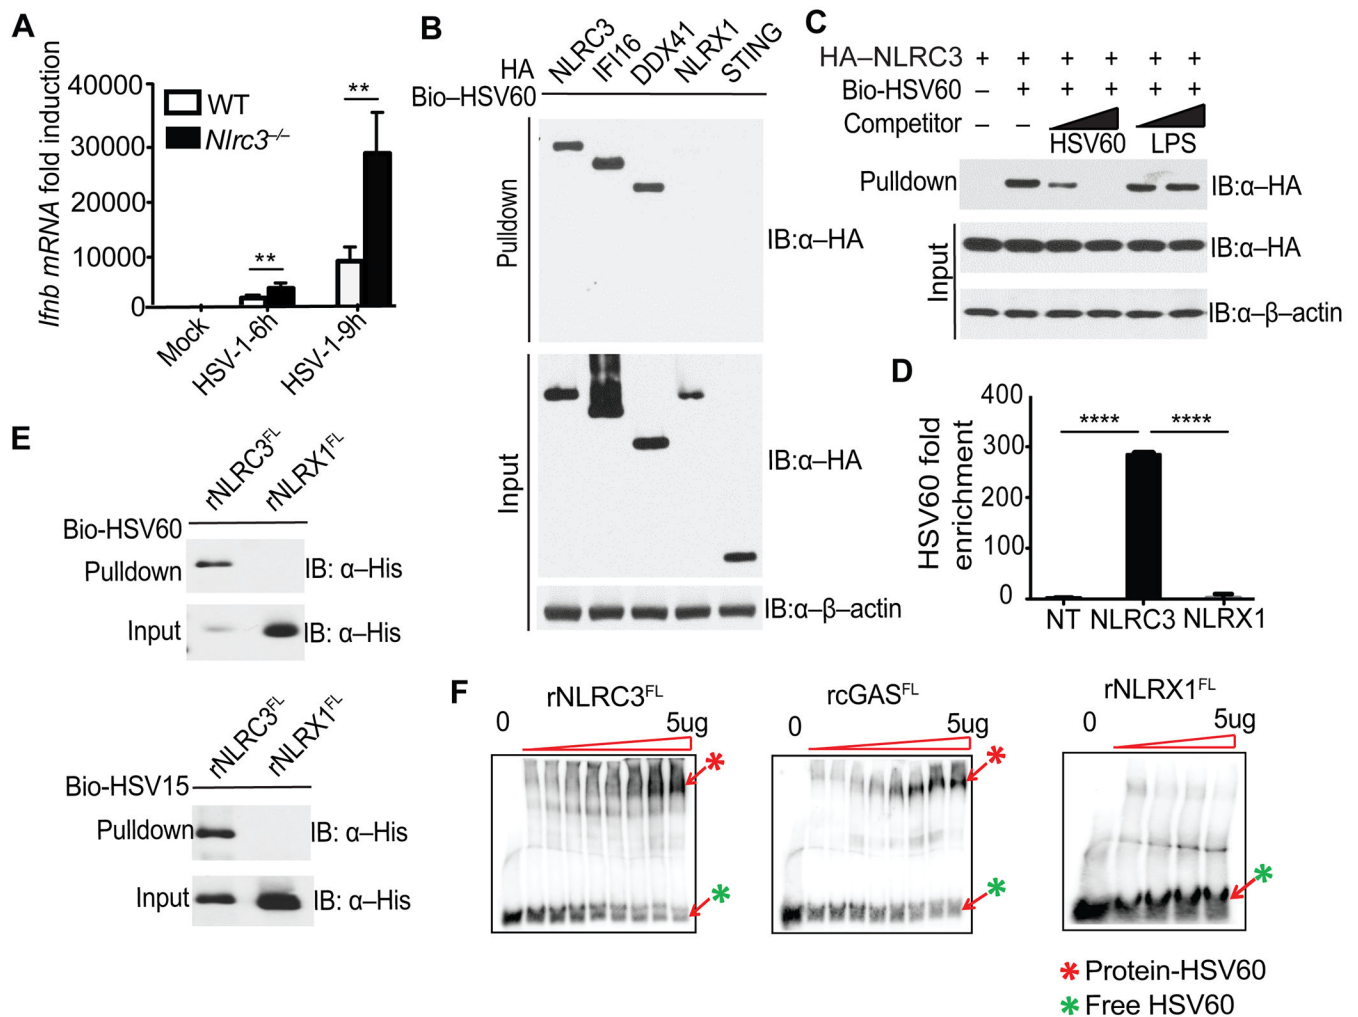 A
Ifnb mRNA fold induction
40000
30000
20000
10000
0
WT
Nlrc3–/–
**
**
Mock
HSV-1-6h
HSV-1-9h
B
HA
NLRC3
IFI16
DDX41
NLRX1
STING
Bio–HSV60
Pulldown
IB:α–HA
Input
IB:α–HA
IB:α–β–actin
C
HA–NLRC3 + + + + + +
Bio-HSV60 – + + + + +
Competitor – –
HSV60 LPS
Pulldown
IB:α–HA
Input
IB:α–HA
IB:α–β–actin
D
HSV60 fold
enrichment
400
300
200
100
0
**** ****
NT NLRC3 NLRX1
E
rNLRC3FL
rNLRX1FL
Bio-HSV60
Pulldown IB: α–His
Input IB: α–His
rNLRC3FL
rNLRX1FL
Bio-HSV15
Pulldown IB: α–His
Input IB: α–His
F
rNLRC3FL
0 5ug
*
*
rcGASFL
0 5ug
*
*
rNLRX1FL
0 5ug
*
* Protein-HSV60
* Free HSV60